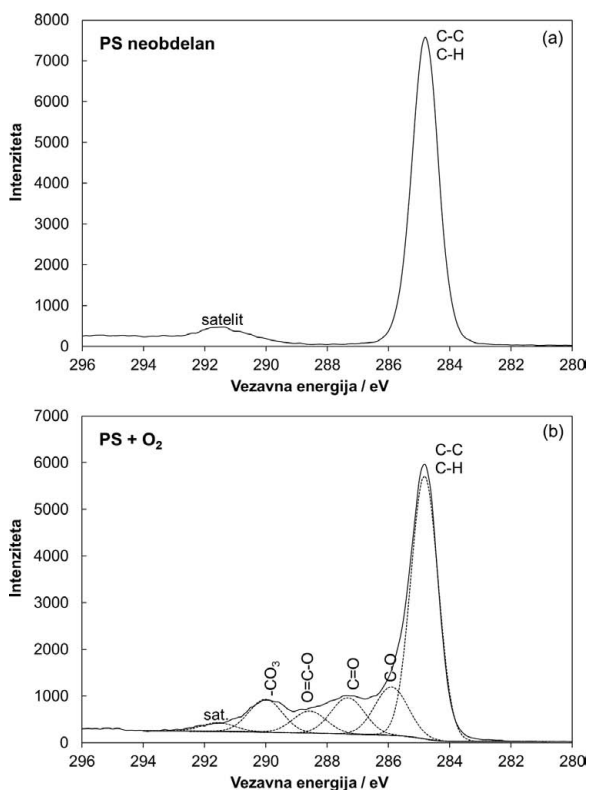 PS neobdelan
(a)
C-C
C-H
satelit
Intenziteta
8000
7000
6000
5000
4000
3000
2000
1000
0
296 294 292 290 288 286 284 282 280
Vezavna energija / eV
PS + O₂
(b)
C-C
C-H
-CO₃
O=C-O
C=O
C-O
sat.
Intenziteta
7000
6000
5000
4000
3000
2000
1000
0
296 294 292 290 288 286 284 282 280
Vezavna energija / eV